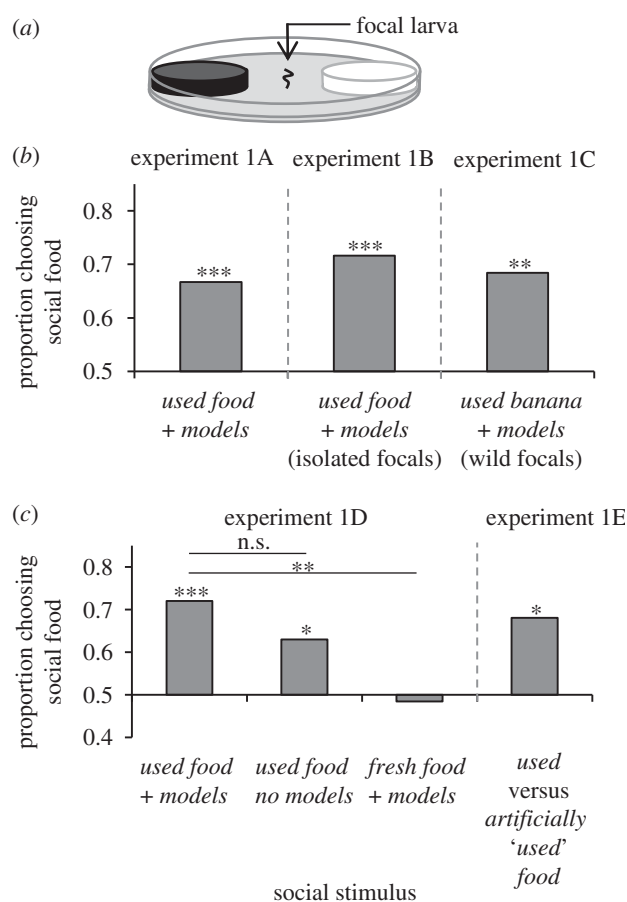 (a)
focal larva
(b)
experiment 1A experiment 1B experiment 1C
proportion choosing
social food
0.8
0.7
0.6
0.5
*** *** **
used food used food used banana
+ models + models + models
(isolated focals) (wild focals)
(c)
experiment 1D experiment 1E
n.s.
**
proportion choosing
social food
0.8
0.7
0.6
0.5
0.4
*** * *
used food used food fresh food used
+ models no models + models versus
artificially
‘used’
food
social stimulus